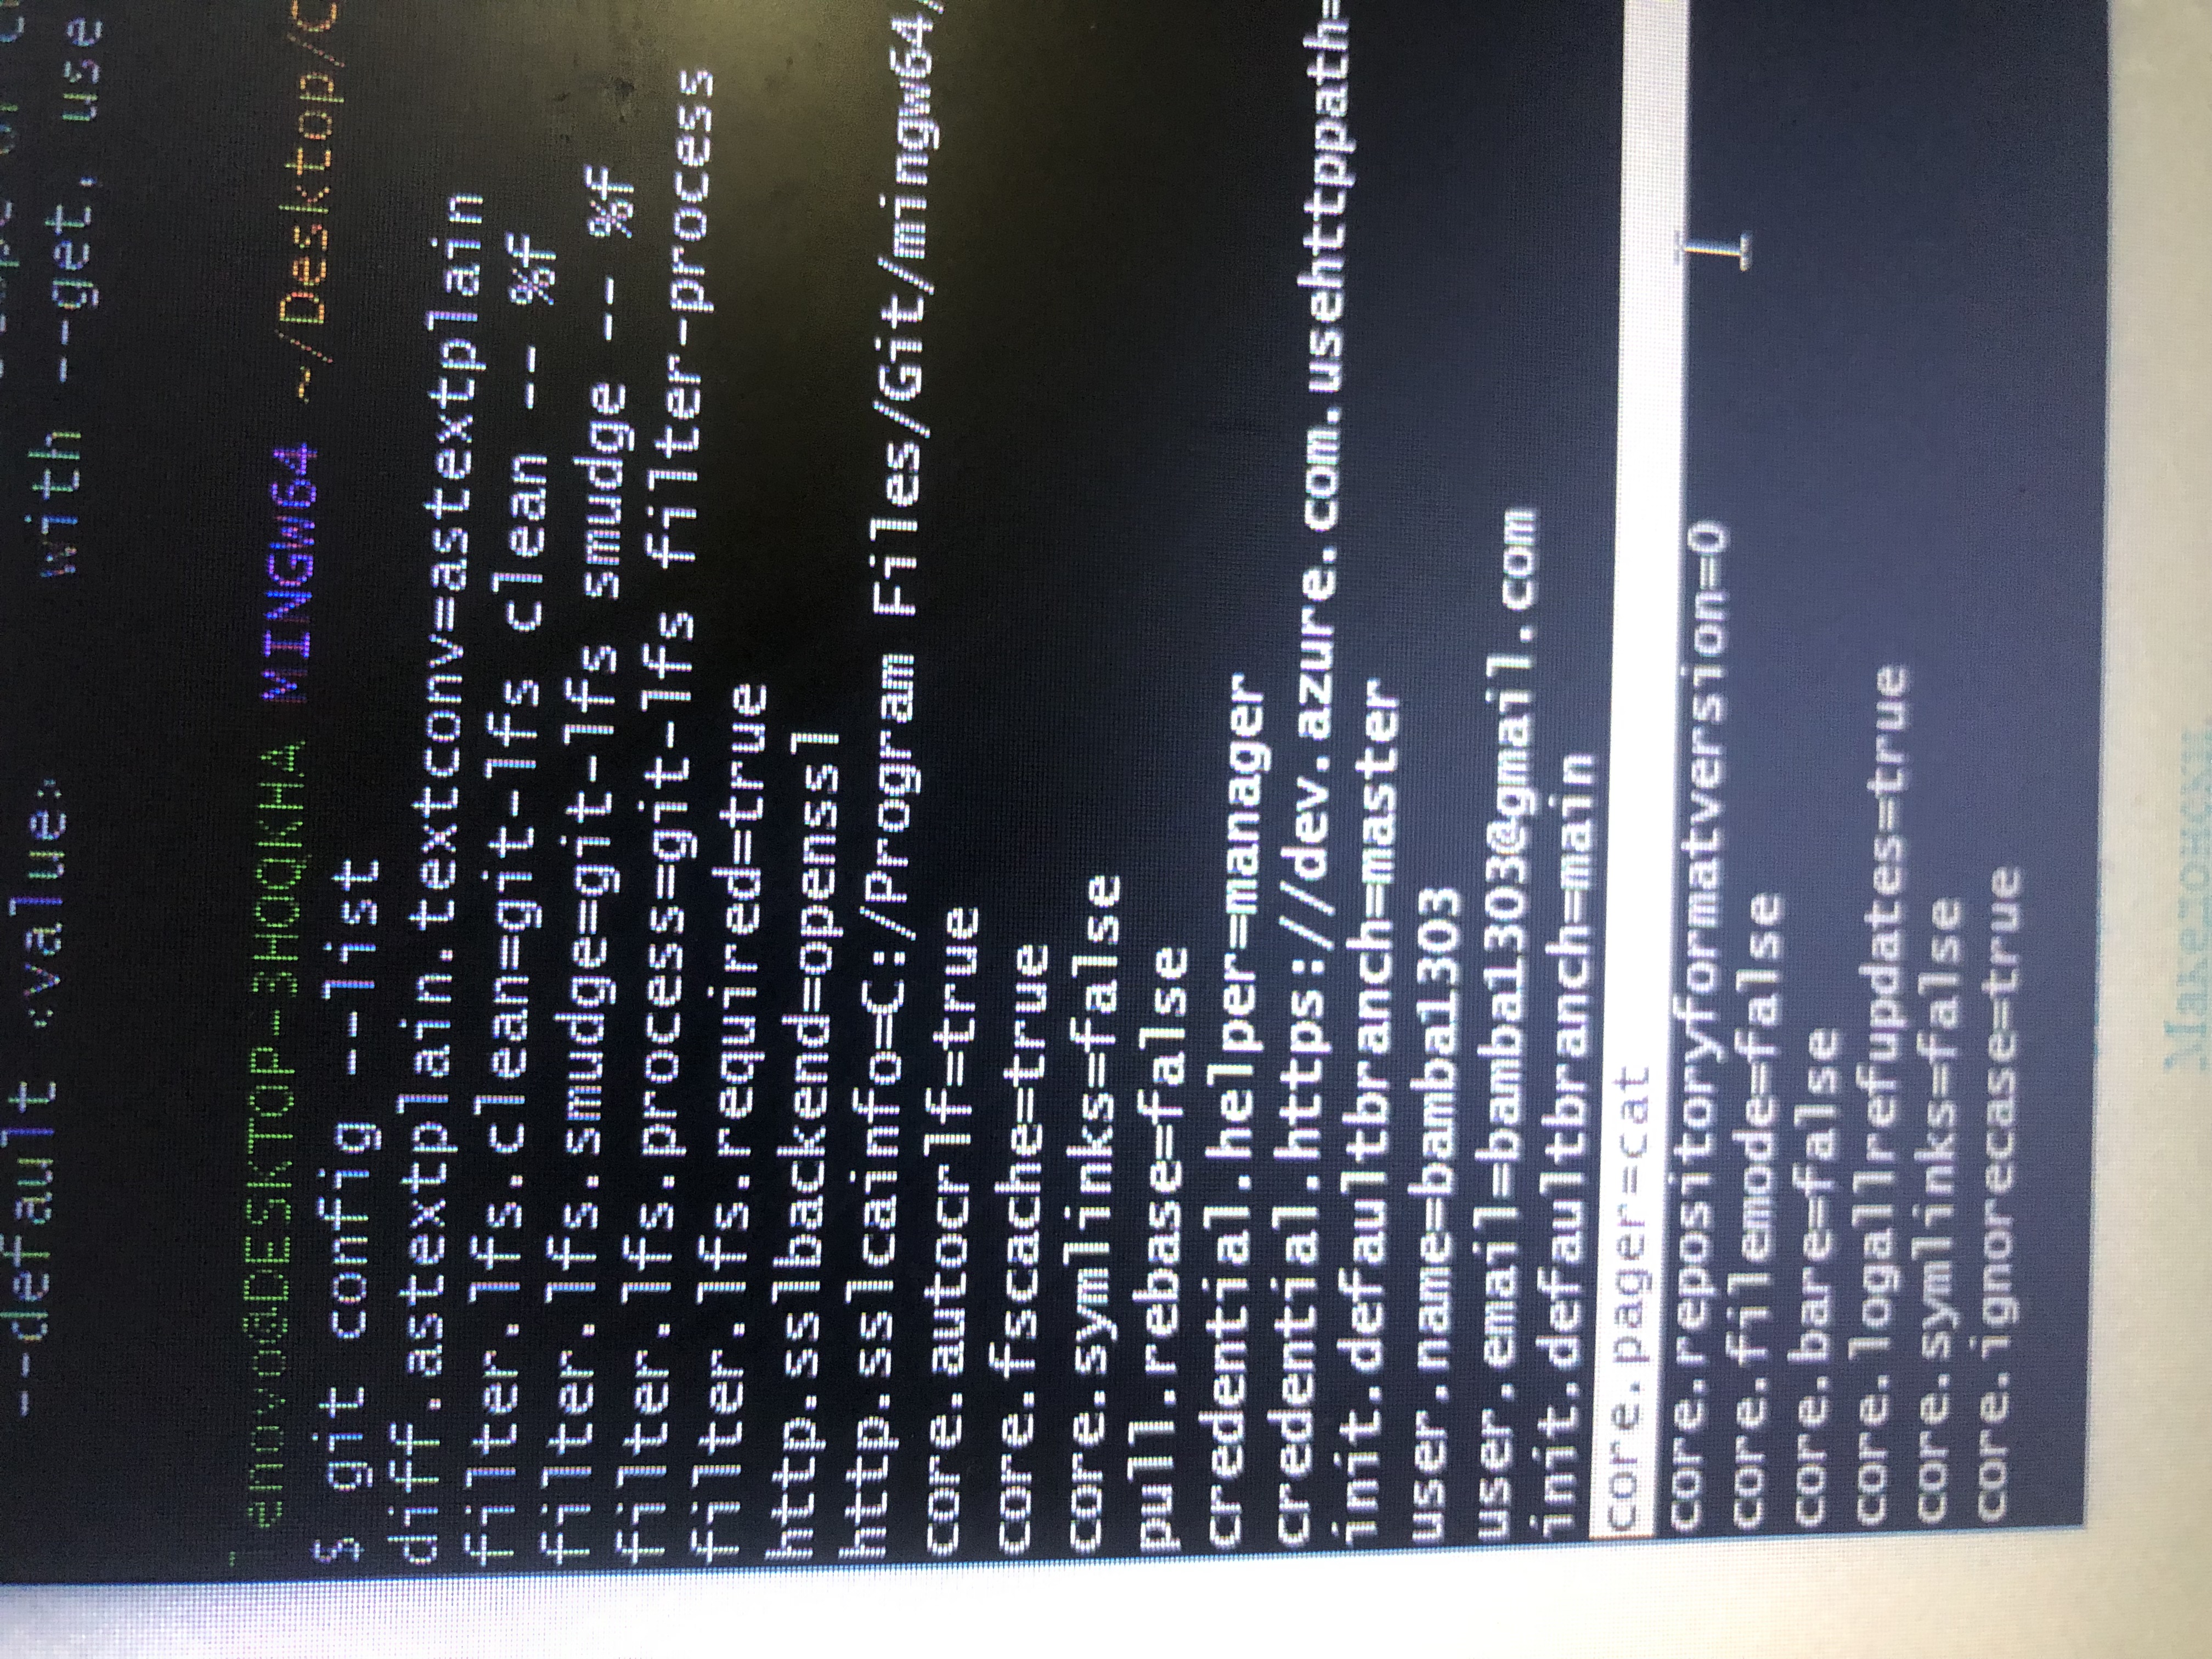 --default <value> with --get, use
lenovo@DESKTOP-3HOQKHA MINGW64 ~/Desktop/C
$ git config --list
diff.astextplain.textconv=astextplain
filter.lfs.clean=git-lfs clean -- %f
filter.lfs.smudge=git-lfs smudge -- %f
filter.lfs.process=git-lfs filter-process
filter.lfs.required=true
http.sslbackend=openssl
http.sslcainfo=C:/Program Files/Git/mingw64/
core.autocrlf=true
core.fscache=true
core.symlinks=false
pull.rebase=false
credential.helper=manager
credential.https://dev.azure.com.usehttppath=
init.defaultbranch=master
user.name=bamba1303
user.email=bamba1303@gmail.com
init.defaultbranch=main
core.pager=cat
core.repositoryformatversion=0
core.filemode=false
core.bare=false
core.logallrefupdates=true
core.symlinks=false
core.ignorecase=true
Македонски